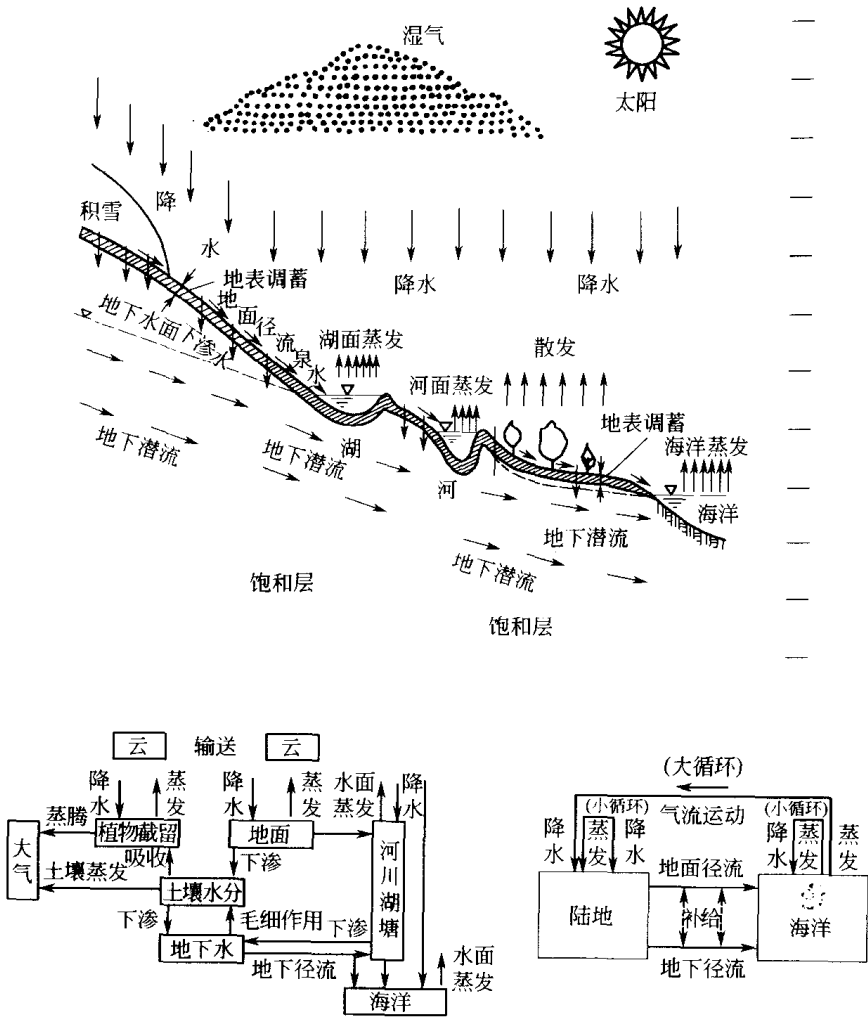 湿气
太阳
积雪
降水
降水
降水
地表调蓄
地面径流
泉水
地下水面下渗水
湖面蒸发
散发
河面蒸发
地表调蓄
海洋蒸发
地下潜流
地下潜流
湖
河
海洋
地下潜流
地下潜流
饱和层
饱和层
云 输送 云
降水
蒸发
降水
蒸发
水面蒸发
降水
蒸腾
植物截留
地面
大气
吸收
下渗
河川湖塘
土壤蒸发
土壤水分
下渗
毛细作用
下渗
地下水
地下径流
水面蒸发
海洋
(大循环)
气流运动
(小循环)
(小循环)
降水
蒸发
降水
降水
蒸发
地面径流
陆地
补给
海洋
地下径流